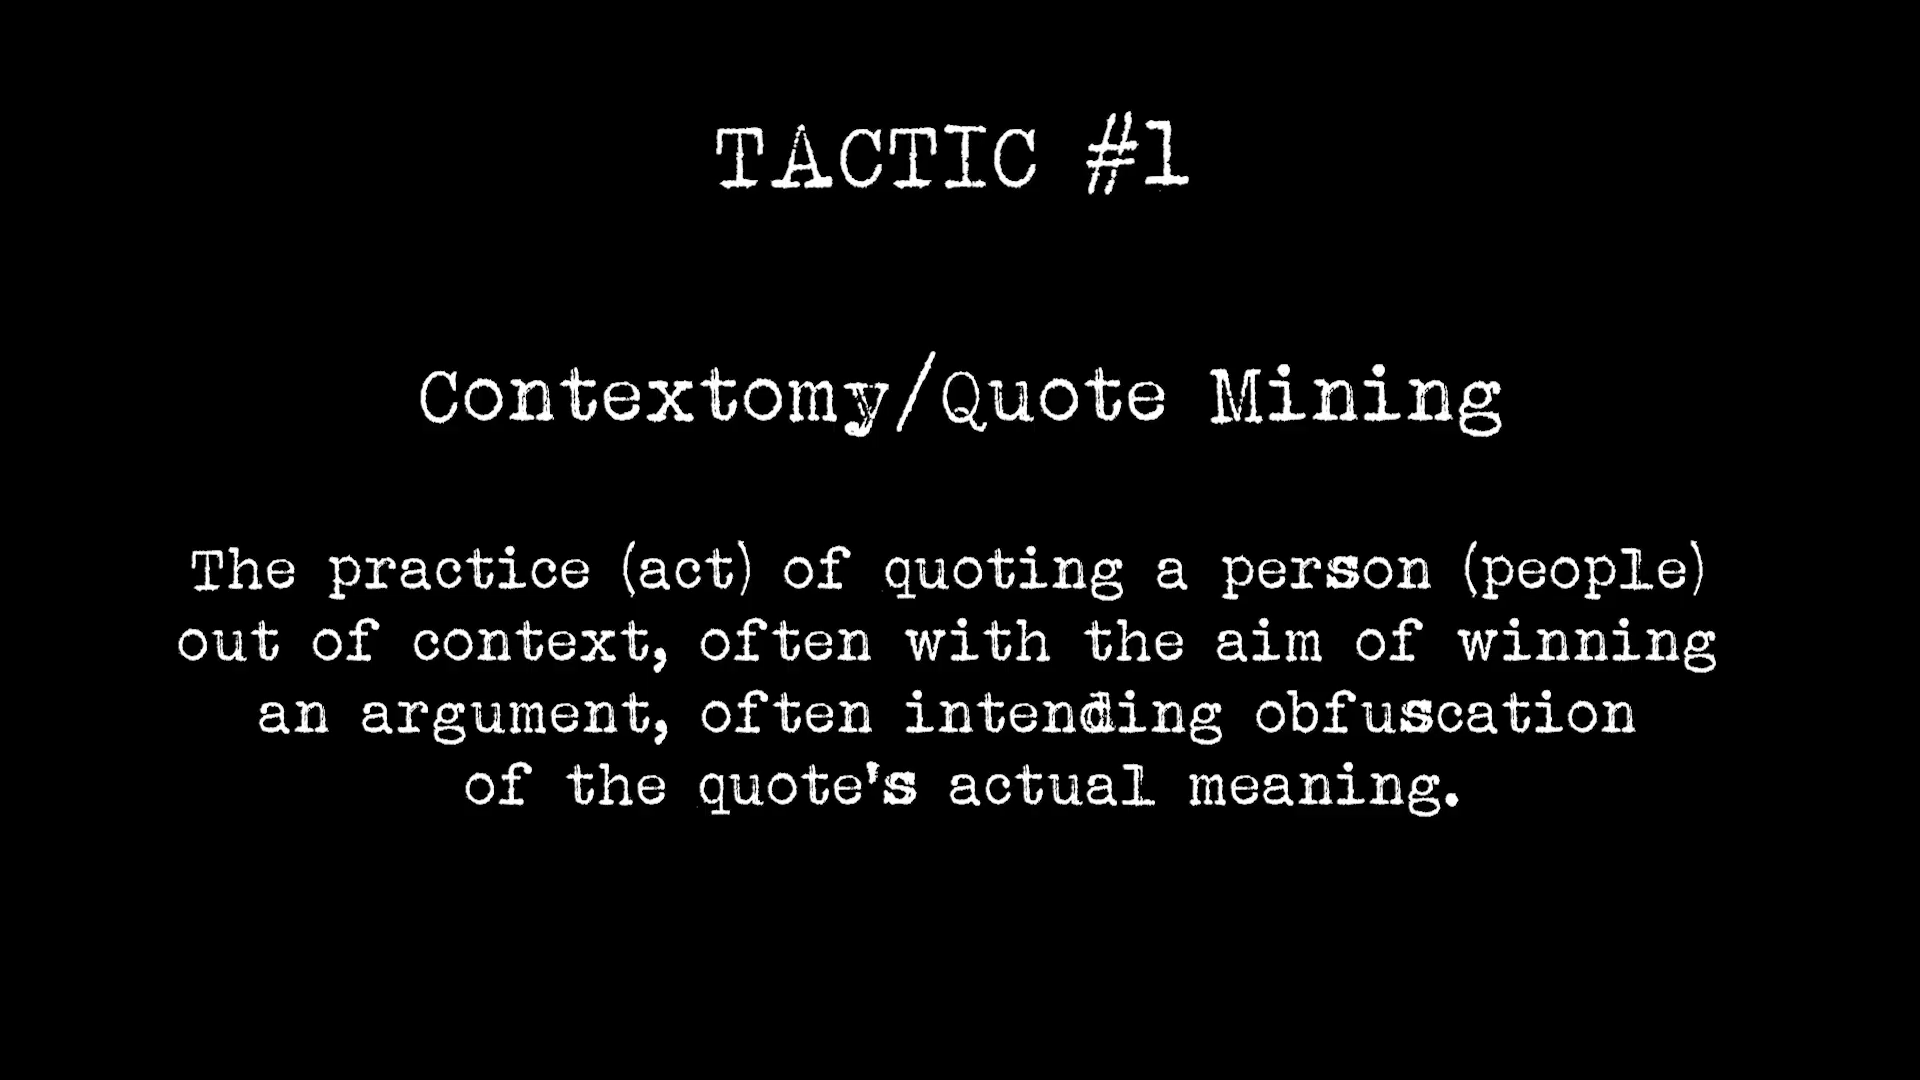 TACTIC #1
Contextomy/Quote Mining
The practice (act) of quoting a person (people)
out of context, often with the aim of winning
an argument, often intending obfuscation
of the quote's actual meaning.